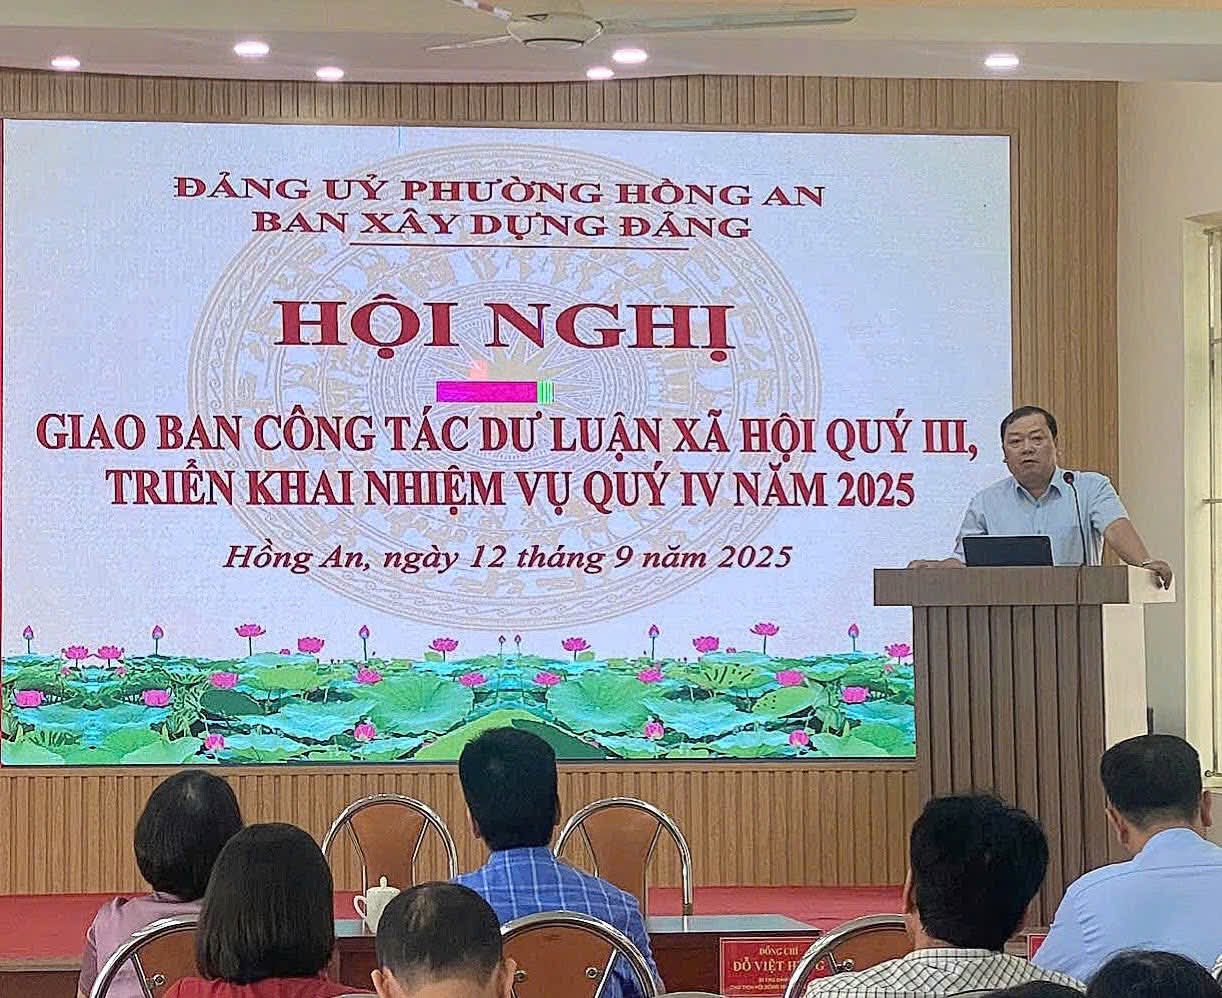 ĐẢNG UỶ PHƯỜNG HỒNG AN
BAN XÂY DỰNG ĐẢNG
HỘI NGHỊ
GIAO BAN CÔNG TÁC DƯ LUẬN XÃ HỘI QUÝ III,
TRIỂN KHAI NHIỆM VỤ QUÝ IV NĂM 2025
Hồng An, ngày 12 tháng 9 năm 2025
ĐỒNG CHÍ
ĐỖ VIỆT